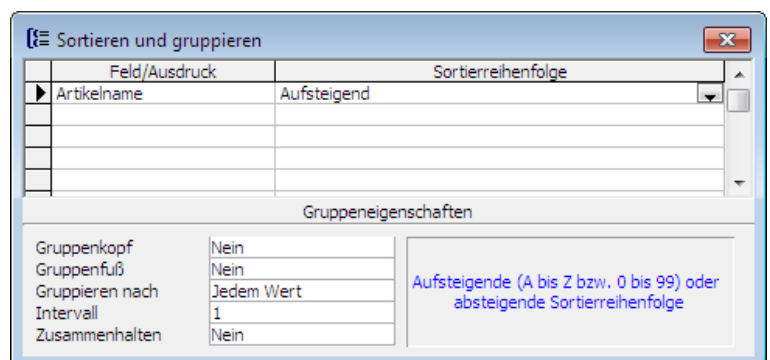 Sortieren und gruppieren
Feld/Ausdruck Sortierreihenfolge
Artikelname Aufsteigend
Gruppeneigenschaften
Gruppenkopf Nein
Gruppenfuß Nein
Gruppieren nach Jedem Wert
Intervall 1
Zusammenhalten Nein
Aufsteigende (A bis Z bzw. 0 bis 99) oder
absteigende Sortierreihenfolge